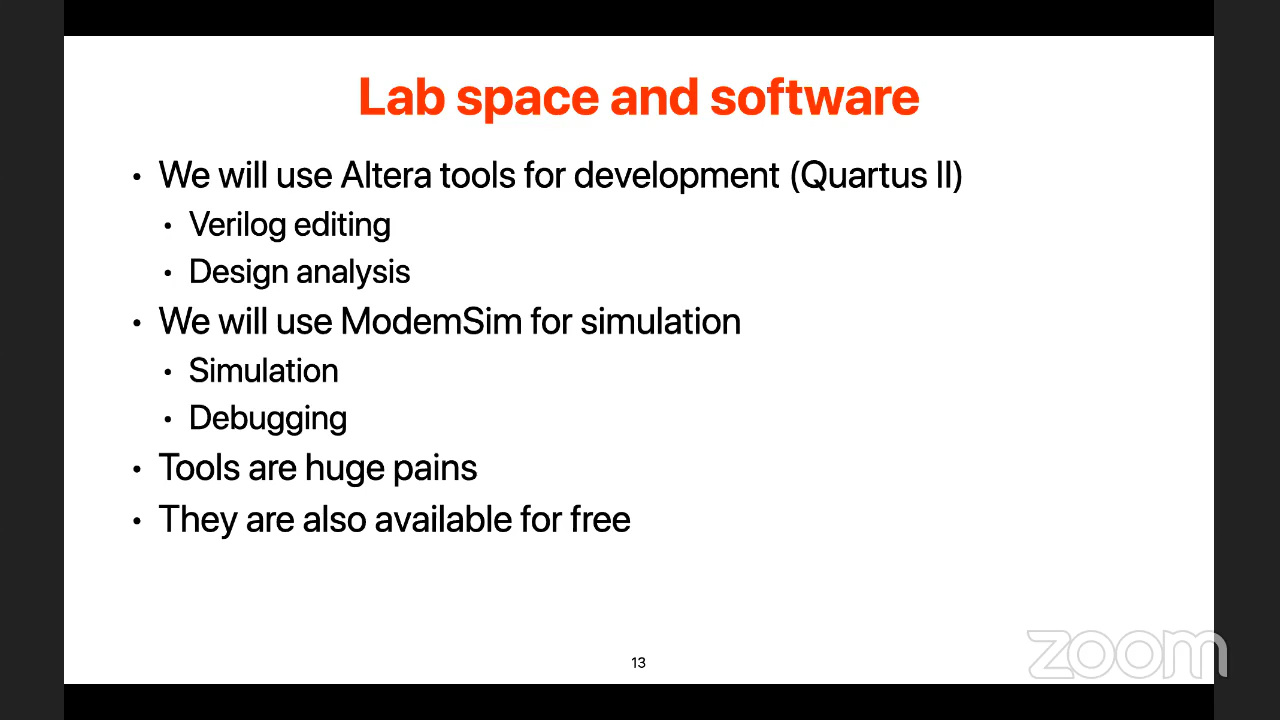 Lab space and software
• We will use Altera tools for development (Quartus II)
• Verilog editing
• Design analysis
• We will use ModemSim for simulation
• Simulation
• Debugging
• Tools are huge pains
• They are also available for free
13
zoom